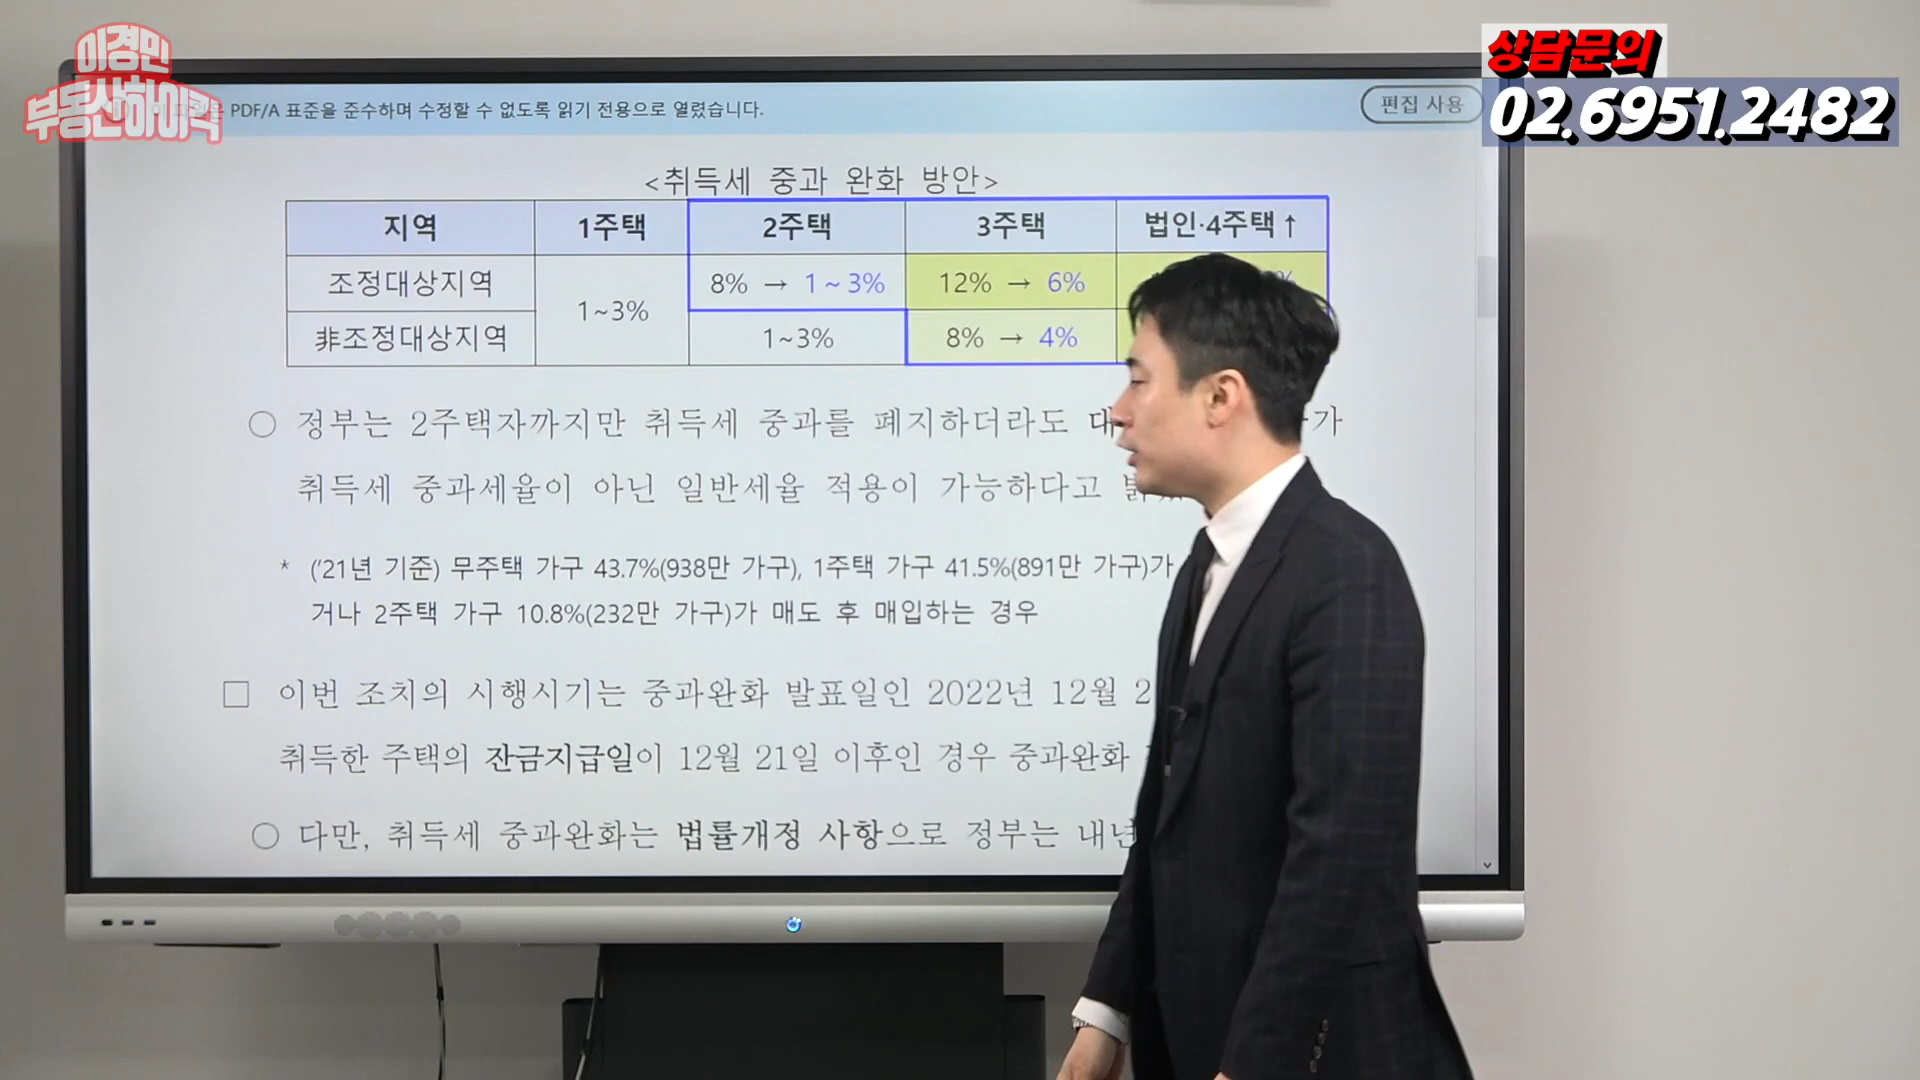 이경민
부동산하이킥
상담문의
02.6951.2482
PDF/A 표준을 준수하며 수정할 수 없도록 읽기 전용으로 열렸습니다.
편집 사용
<취득세 중과 완화 방안>
지역 1주택 2주택 3주택 법인·4주택↑
조정대상지역 1~3% 8% → 1~3% 12% → 6%
非조정대상지역 1~3% 8% → 4%
○ 정부는 2주택자까지만 취득세 중과를 폐지하더라도 대 가
취득세 중과세율이 아닌 일반세율 적용이 가능하다고
* ('21년 기준) 무주택 가구 43.7%(938만 가구), 1주택 가구 41.5%(891만 가구)가
거나 2주택 가구 10.8%(232만 가구)가 매도 후 매입하는 경우
□ 이번 조치의 시행시기는 중과완화 발표일인 2022년 12월 2
취득한 주택의 잔금지급일이 12월 21일 이후인 경우 중과완화
○ 다만, 취득세 중과완화는 법률개정 사항으로 정부는 내년